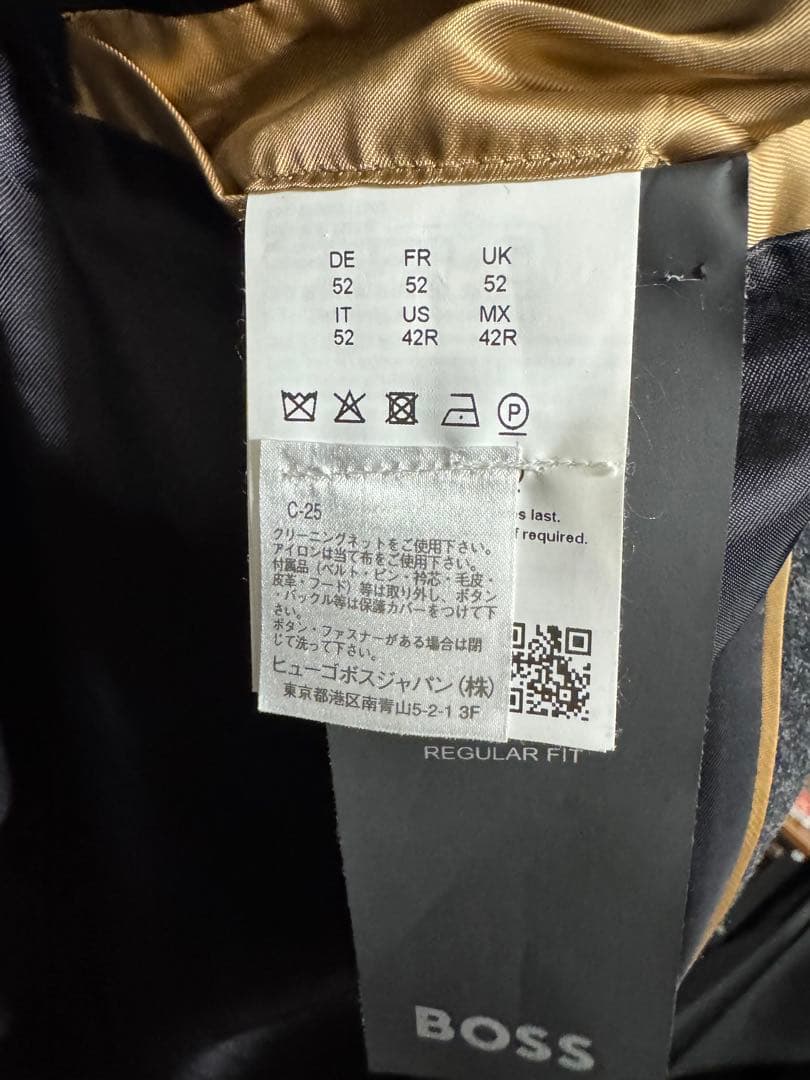 DE FR UK
52 52 52
IT US MX
52 42R 42R
P
s last.
f required.
C-25
クリーニングネットをご使用下さい。
アイロンは当て布をご使用下さい。
付属品(ベルト・ピン・衿芯・毛皮・
皮革・フード)等は取り外し、ボタン
・バックル等は保護カバーをつけて下
さい。
ボタン・ファスナーがある場合は閉
じて洗って下さい。
ヒューゴボスジャパン(株)
東京都港区南青山5-2-1 3F
REGULAR FIT
BOSS